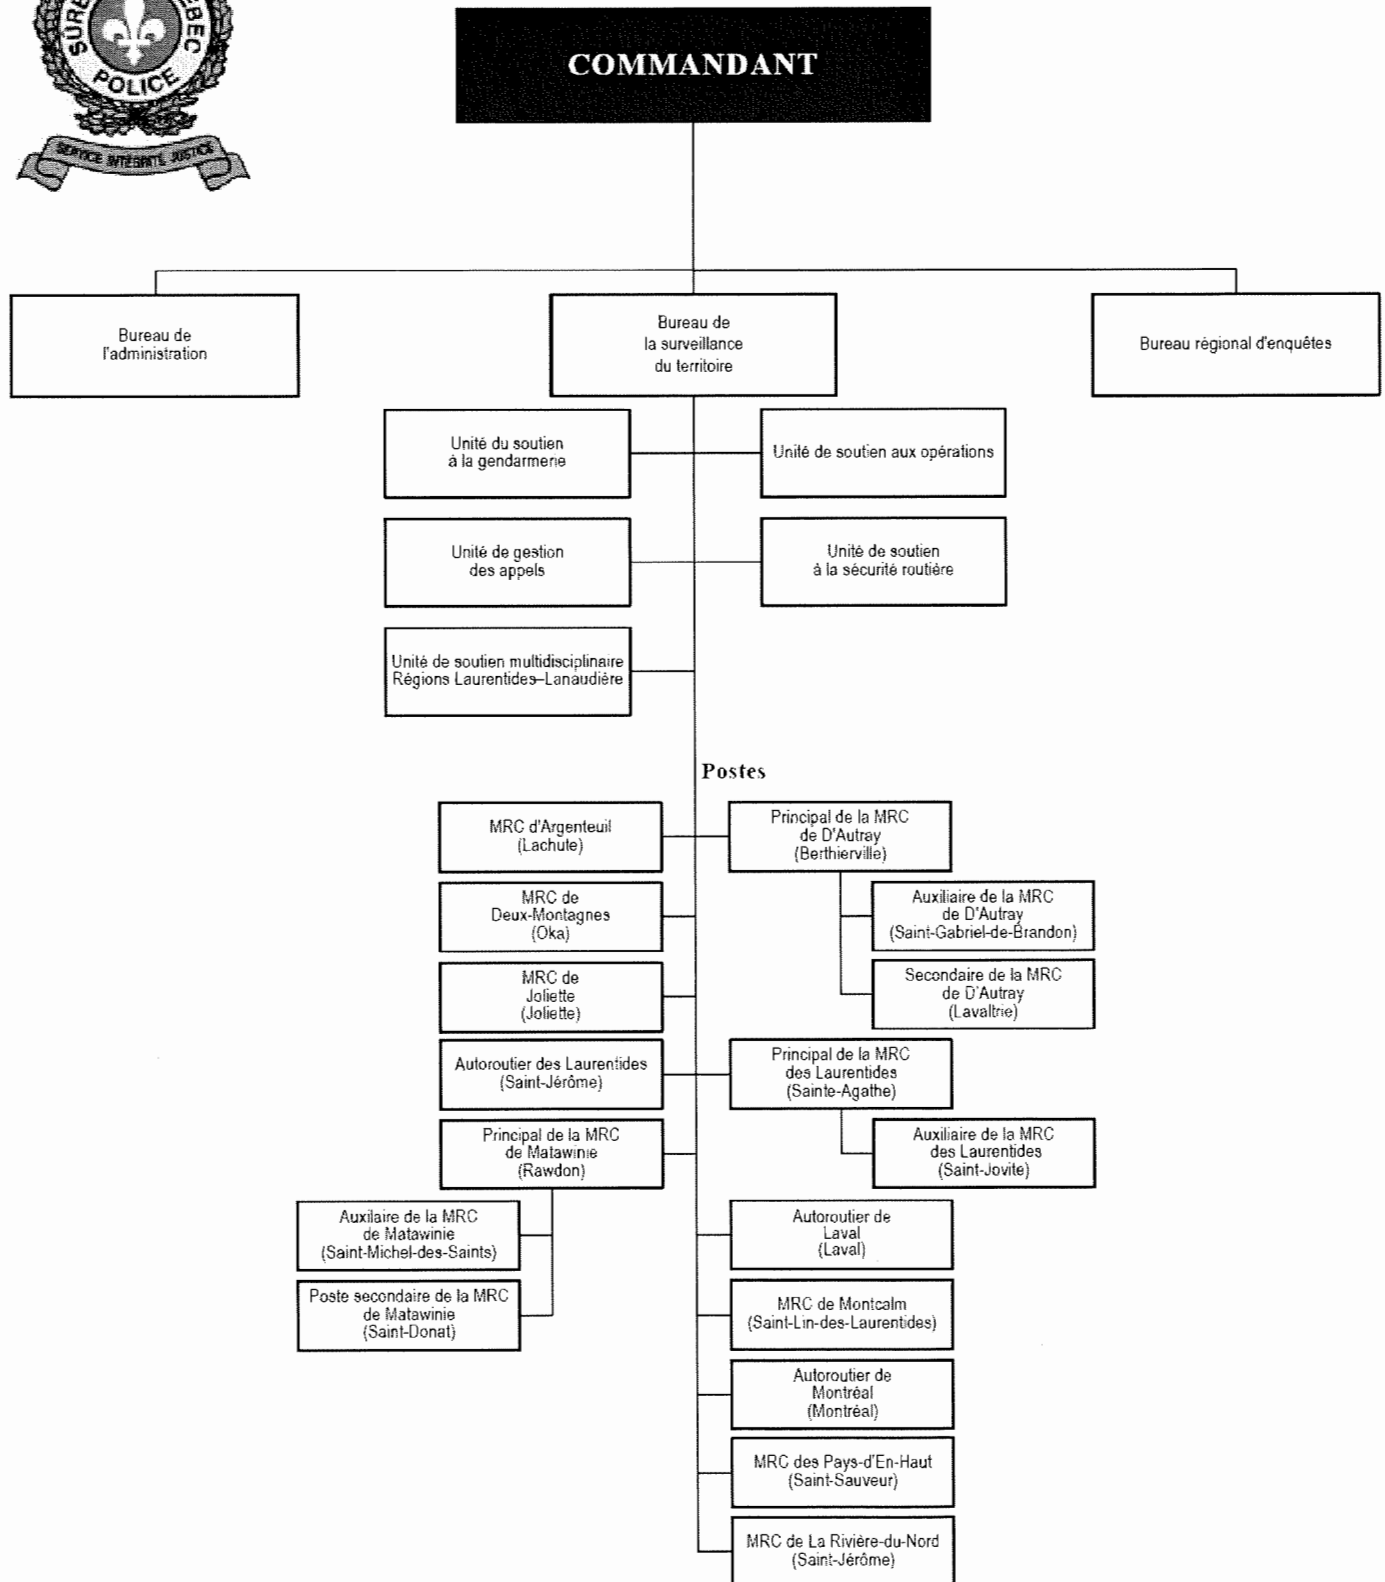 SÛRE
BEC
POLICE
SERVICE INTÉGRITÉ JUSTICE
COMMANDANT
Bureau de
l'administration
Bureau de
la surveillance
du territoire
Bureau régional d'enquêtes
Unité du soutien
à la gendarmerie
Unité de soutien aux opérations
Unité de gestion
des appels
Unité de soutien
à la sécurité routière
Unité de soutien multidisciplinaire
Régions Laurentides–Lanaudière
Postes
MRC d'Argenteuil
(Lachute)
Principal de la MRC
de D'Autray
(Berthierville)
MRC de
Deux-Montagnes
(Oka)
Auxiliaire de la MRC
de D'Autray
(Saint-Gabriel-de-Brandon)
MRC de
Joliette
(Joliette)
Secondaire de la MRC
de D'Autray
(Lavaltrie)
Autoroutier des Laurentides
(Saint-Jérôme)
Principal de la MRC
des Laurentides
(Sainte-Agathe)
Principal de la MRC
de Matawinie
(Rawdon)
Auxiliaire de la MRC
des Laurentides
(Saint-Jovite)
Auxilaire de la MRC
de Matawinie
(Saint-Michel-des-Saints)
Autoroutier de
Laval
(Laval)
Poste secondaire de la MRC
de Matawinie
(Saint-Donat)
MRC de Montcalm
(Saint-Lin-des-Laurentides)
Autoroutier de
Montréal
(Montréal)
MRC des Pays-d'En-Haut
(Saint-Sauveur)
MRC de La Rivière-du-Nord
(Saint-Jérôme)